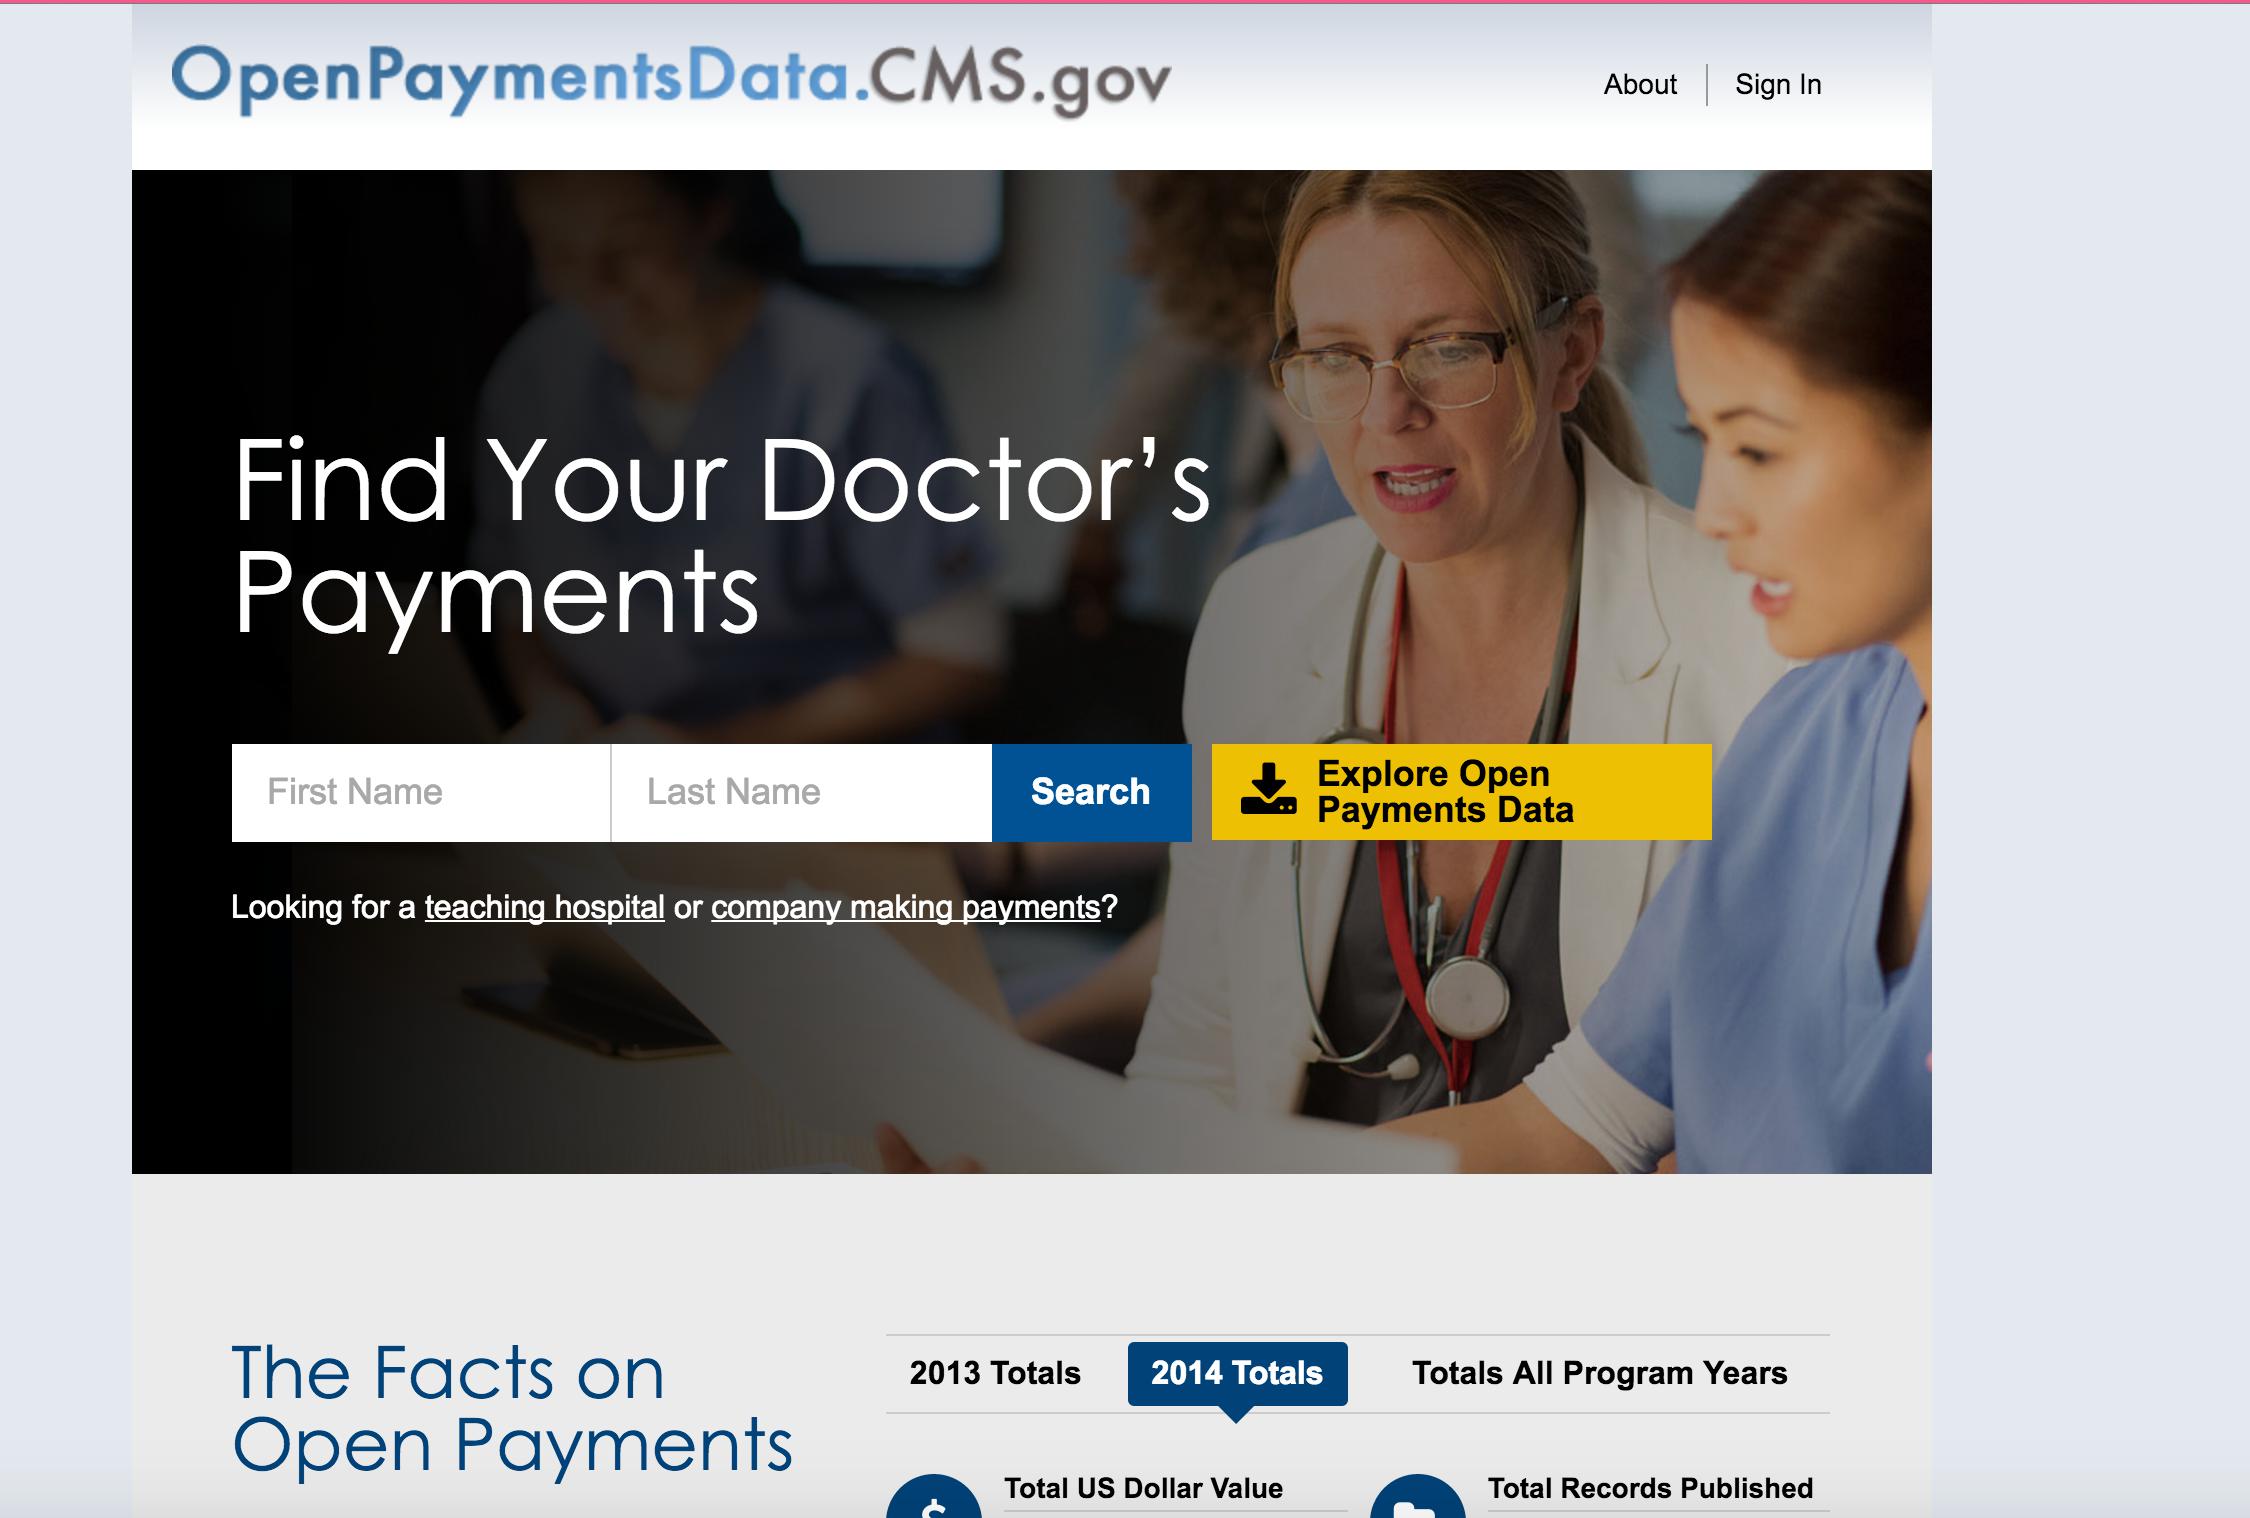 OpenPaymentsData.CMS.gov
About
Sign In
Find Your Doctor’s
Payments
First Name
Last Name
Search
Explore Open
Payments Data
Looking for a teaching hospital or company making payments?
The Facts on
Open Payments
2013 Totals
2014 Totals
Totals All Program Years
$
Total US Dollar Value
Total Records Published